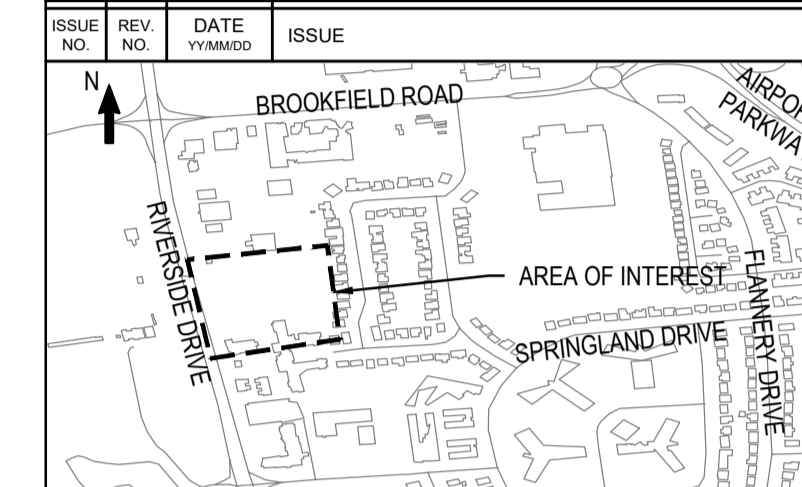 ISSUE NO.
REV. NO.
DATE YY/MM/DD
ISSUE
N
BROOKFIELD ROAD
PARKWA
RIVERSIDE DRIVE
AREA OF INTEREST
SPRINGLAND DRIVE
FLANNERY DRIVE